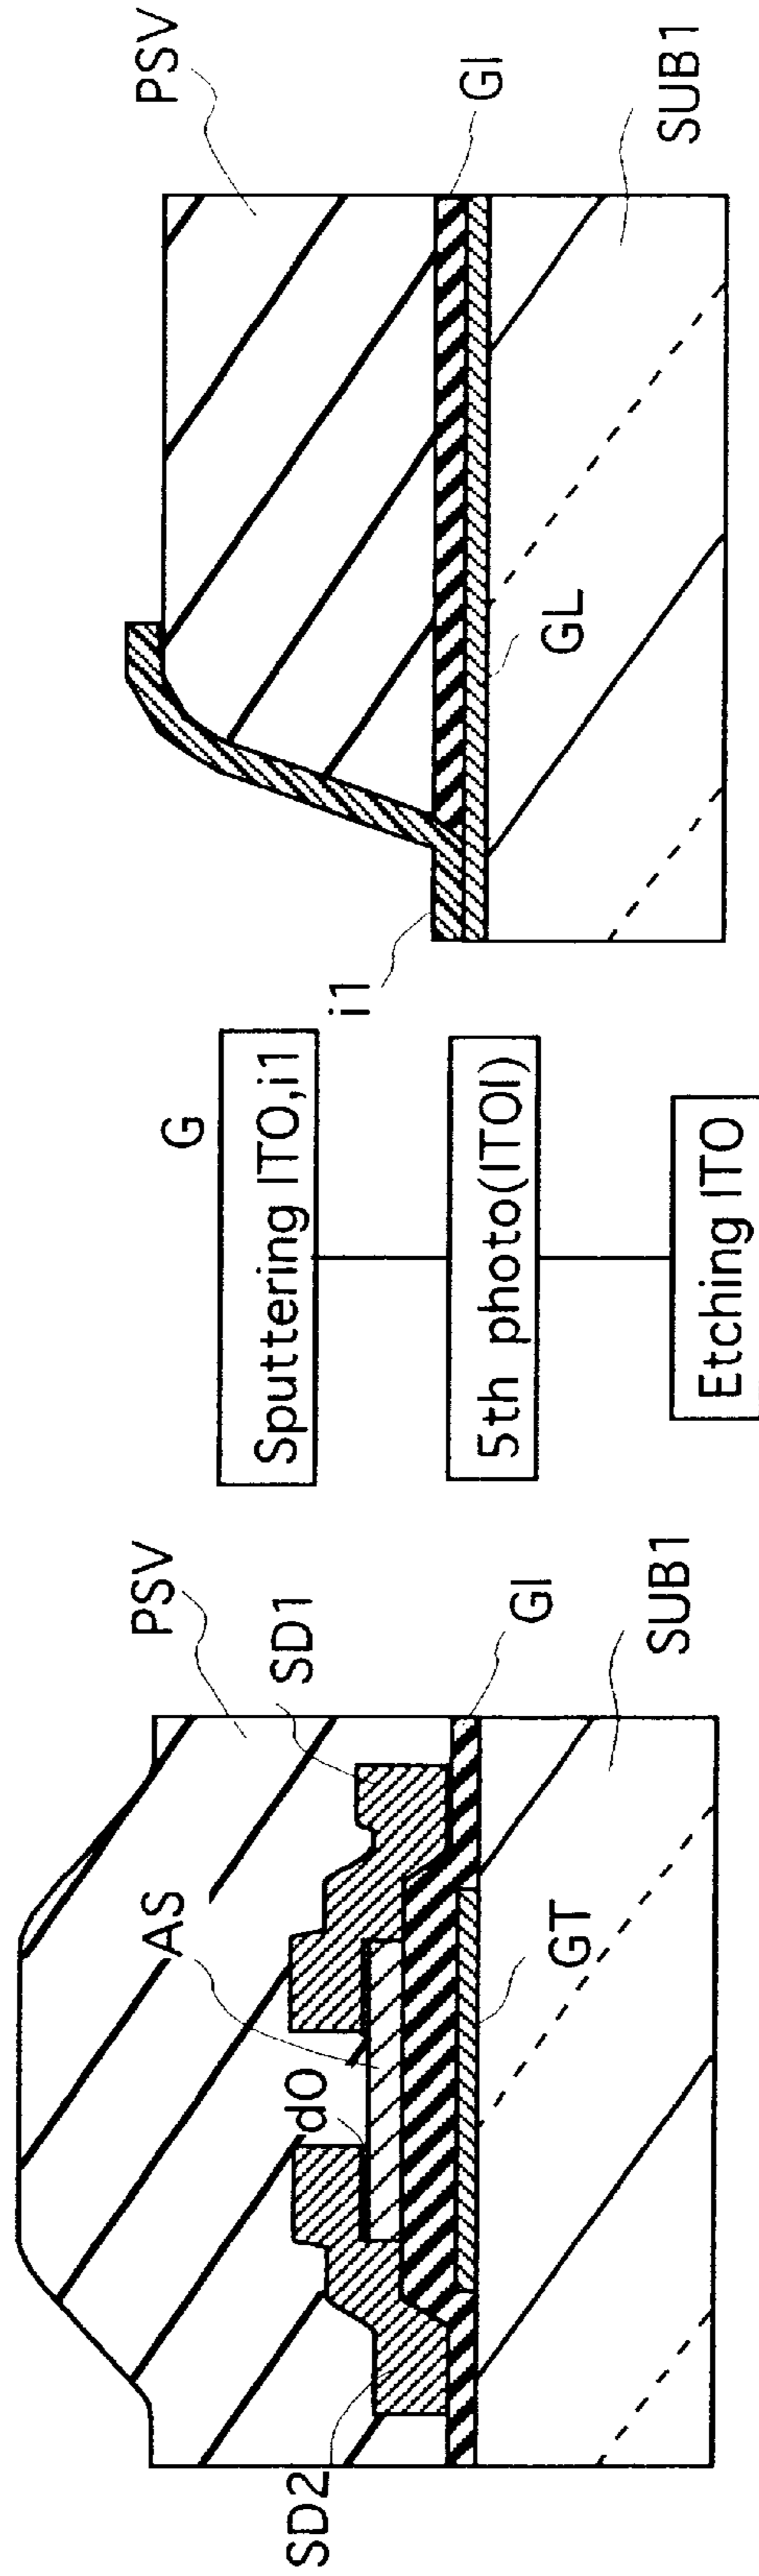 PSV
SD1
AS
d0
SD2
GI
GT
SUB1
G
Sputtering ITO,i1
5th photo(ITOI)
Etching ITO
PSV
GI
i1
GL
SUB1